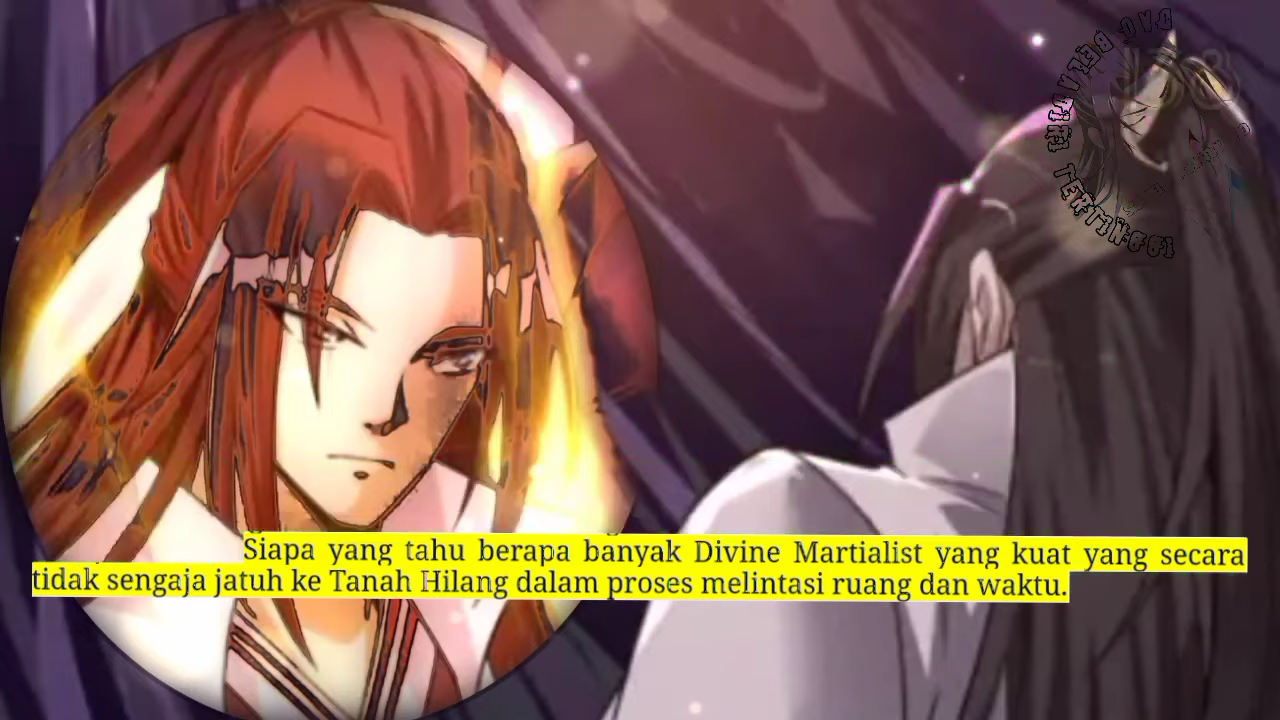 Siapa yang tahu berapa banyak Divine Martialist yang kuat yang secara
tidak sengaja jatuh ke Tanah Hilang dalam proses melintasi ruang dan waktu.